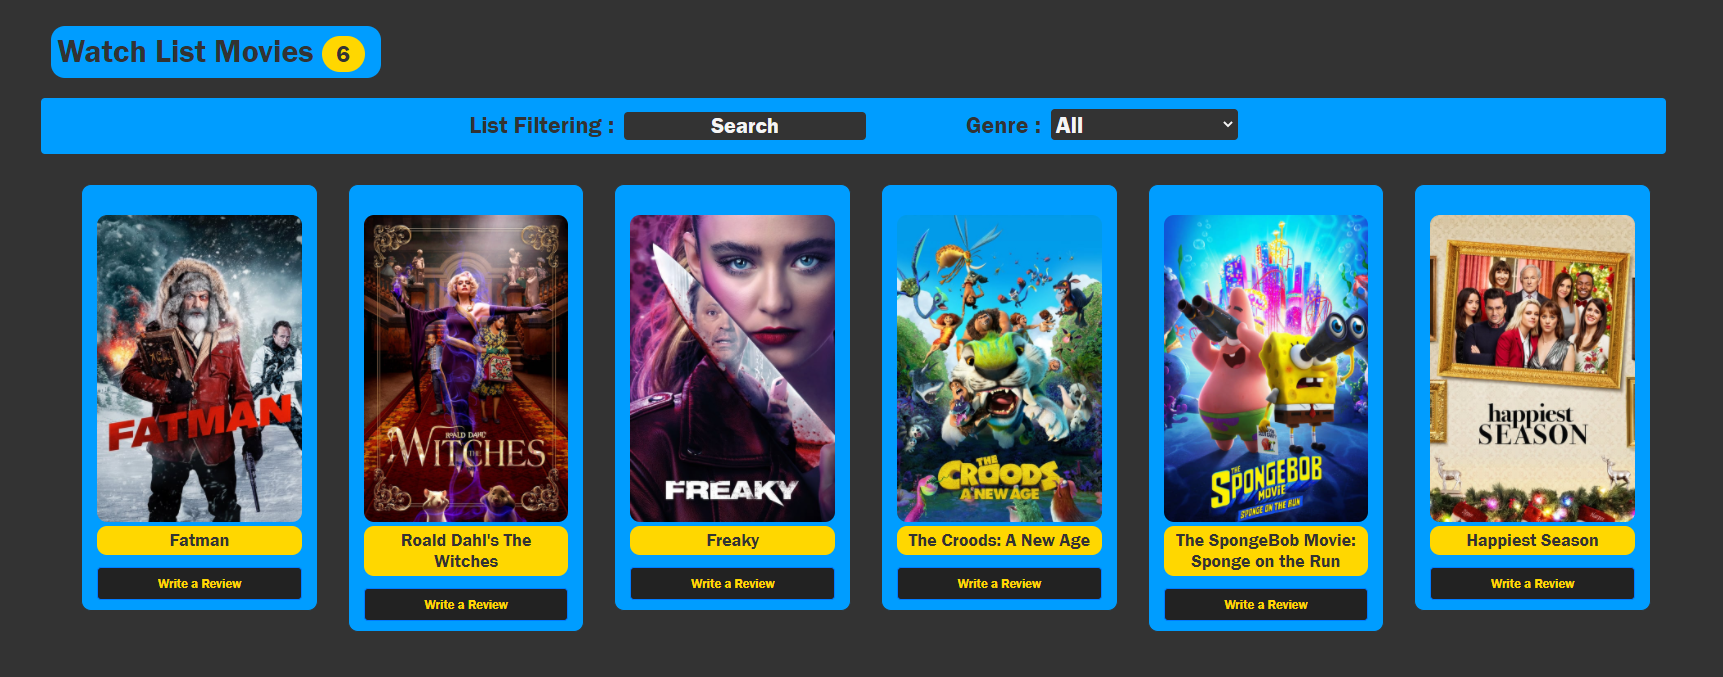 Watch List Movies 6
List Filtering : Search Genre : All
FATMAN
ROALD DAHL'S
THE
WITCHES
FREAKY
THE
CROODS
A NEW AGE
THE
SPONGEBOB
MOVIE
SPONGE ON THE RUN
happiest
SEASON
Fatman
Roald Dahl's The
Witches
Freaky
The Croods: A New Age
The SpongeBob Movie:
Sponge on the Run
Happiest Season
Write a Review
Write a Review
Write a Review
Write a Review
Write a Review
Write a Review